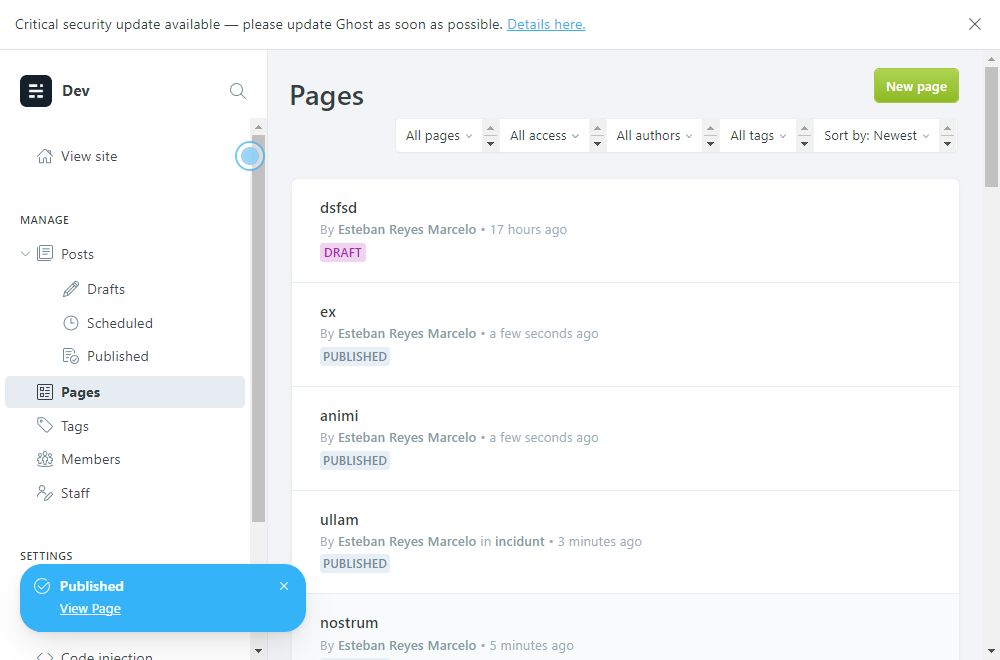 Critical security update available — please update Ghost as soon as possible. Details here.
Dev
View site
MANAGE
Posts
Drafts
Scheduled
Published
Pages
Tags
Members
Staff
SETTINGS
Published
View Page
Code injection
Pages
New page
All pages
All access
All authors
All tags
Sort by: Newest
dsfsd
By Esteban Reyes Marcelo • 17 hours ago
DRAFT
ex
By Esteban Reyes Marcelo • a few seconds ago
PUBLISHED
animi
By Esteban Reyes Marcelo • a few seconds ago
PUBLISHED
ullam
By Esteban Reyes Marcelo in incidunt • 3 minutes ago
PUBLISHED
nostrum
By Esteban Reyes Marcelo • 5 minutes ago